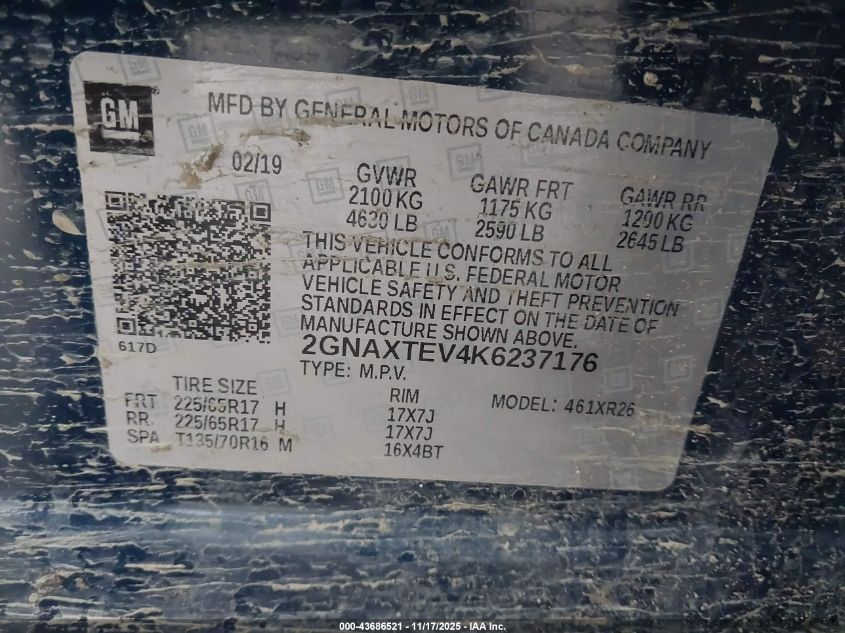 GM
MFD BY GENERAL MOTORS OF CANADA COMPANY
02/19
GVWR
2100 KG
4630 LB
GAWR FRT
1175 KG
2590 LB
GAWR RR
1290 KG
2845 LB
THIS VEHICLE CONFORMS TO ALL
APPLICABLE U.S. FEDERAL MOTOR
VEHICLE SAFETY AND THEFT PREVENTION
STANDARDS IN EFFECT ON THE DATE OF
MANUFACTURE SHOWN ABOVE.
2GNAXTEV4K6237176
617D
TYPE: M.P.V.
TIRE SIZE
RIM
MODEL: 461XR26
FRT 225/65R17 H 17X7J
RR 225/65R17 H 17X7J
SPA T135/70R16 M 16X4BT
000-43686521 - 11/17/2025 - IAA Inc.